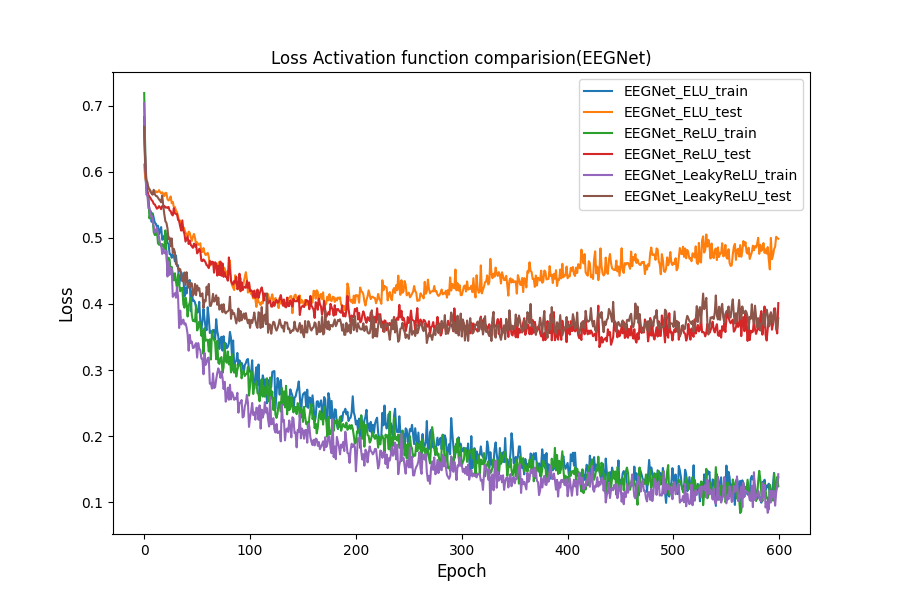 Loss Activation function comparision(EEGNet)
EEGNet_ELU_train
EEGNet_ELU_test
EEGNet_ReLU_train
EEGNet_ReLU_test
EEGNet_LeakyReLU_train
EEGNet_LeakyReLU_test
Loss
0.7
0.6
0.5
0.4
0.3
0.2
0.1
0 100 200 300 400 500 600
Epoch